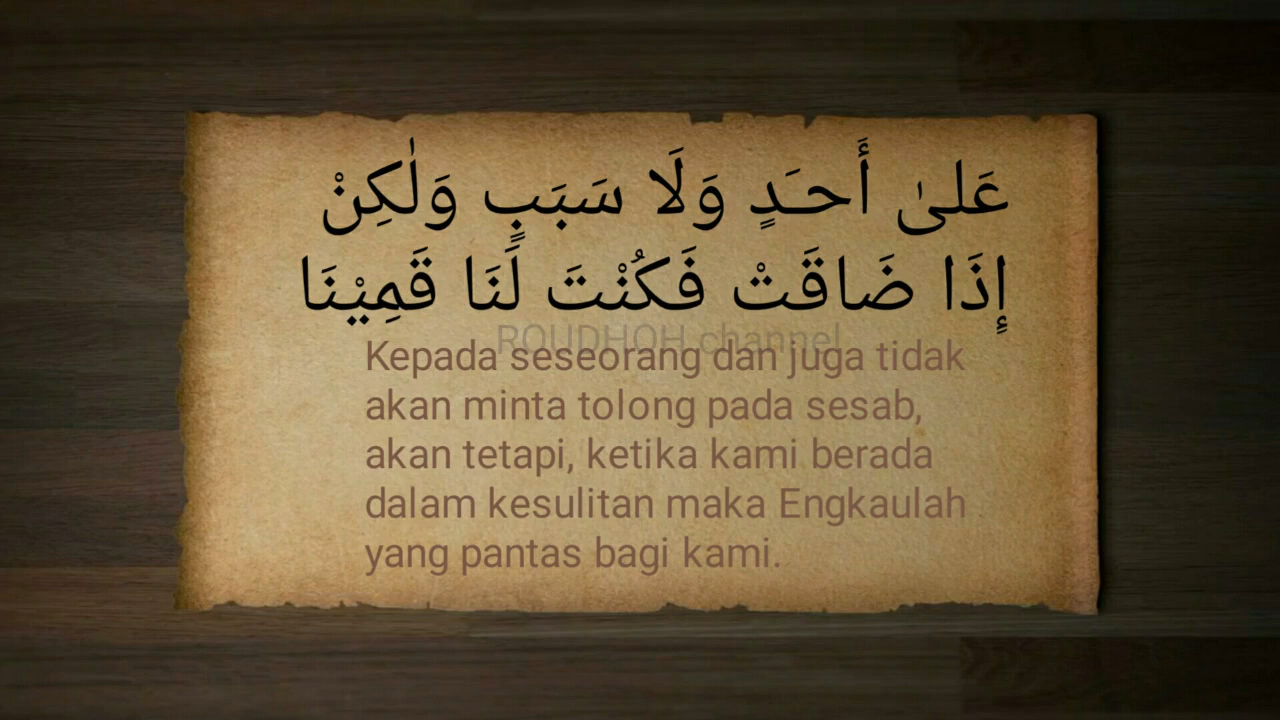 عَلىٰ أَحـَدٍ وَلَا سَبَبٍ وَلٰكِنْ
إِذَا ضَاقَتْ فَكُنْتَ لَنَا قَمِيْنَا
ROUDHOH channel
Kepada seseorang dan juga tidak
akan minta tolong pada sesab,
akan tetapi, ketika kami berada
dalam kesulitan maka Engkaulah
yang pantas bagi kami.